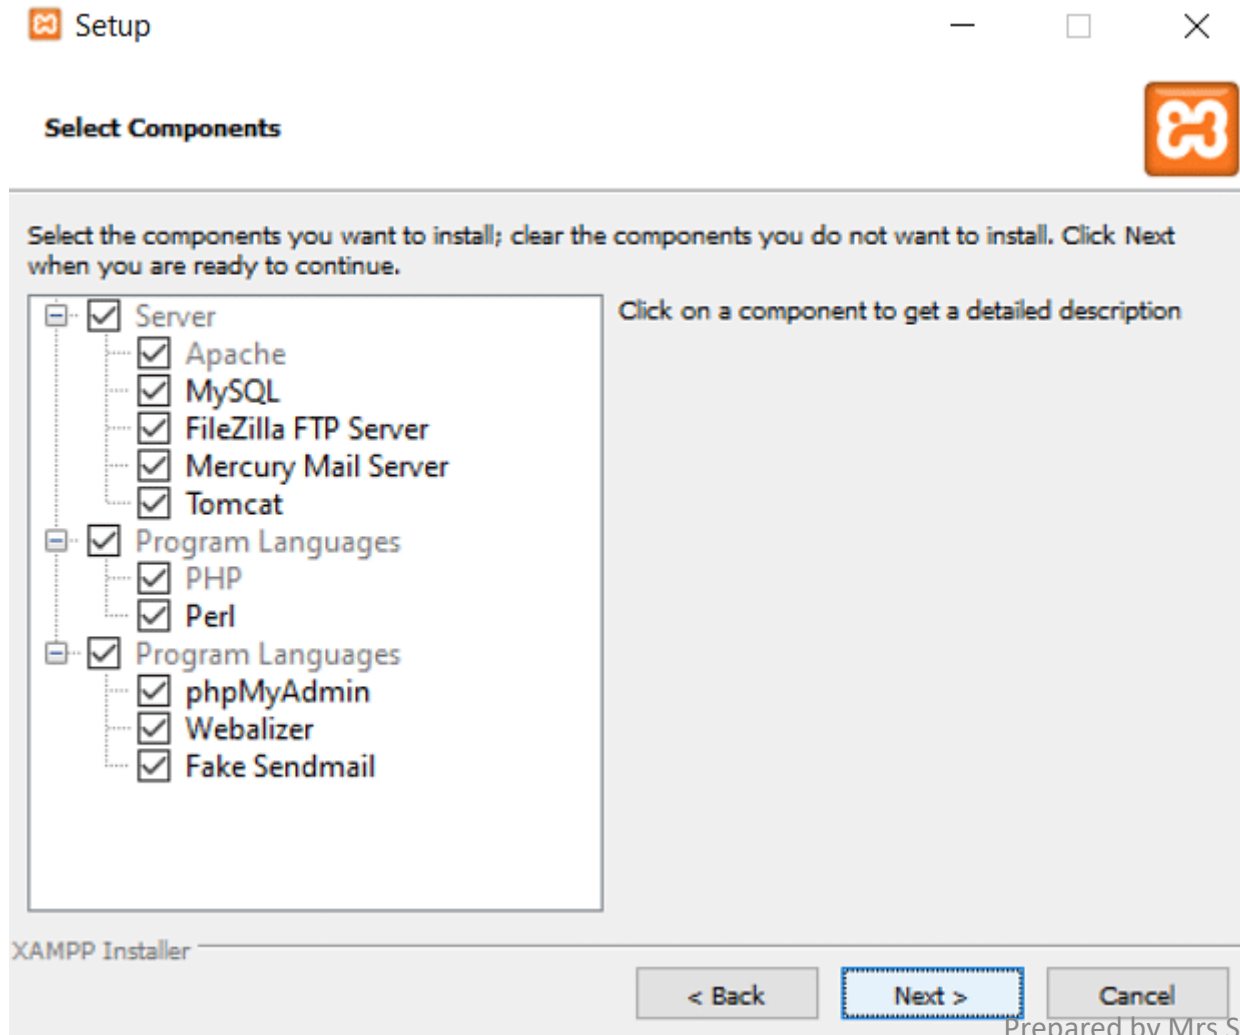 Setup
Select Components
Select the components you want to install; clear the components you do not want to install. Click Next
when you are ready to continue.
Server
Apache
MySQL
FileZilla FTP Server
Mercury Mail Server
Tomcat
Program Languages
PHP
Perl
Program Languages
phpMyAdmin
Webalizer
Fake Sendmail
Click on a component to get a detailed description
XAMPP Installer
< Back
Next >
Cancel
Prepared by Mrs S